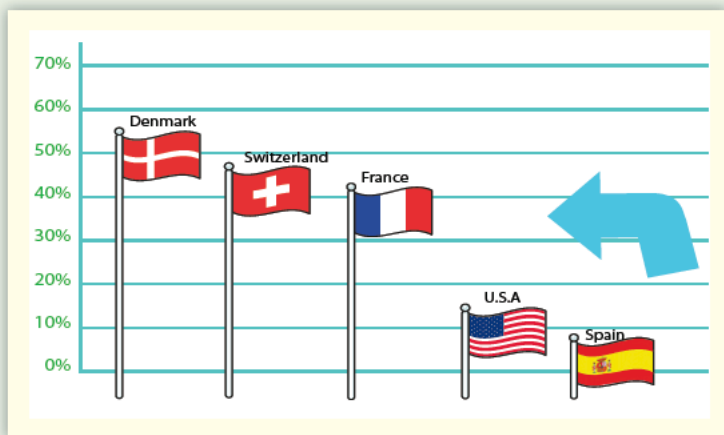 70%
60%
50%
40%
30%
20%
10%
0%
Denmark
Switzerland
France
U.S.A
Spain